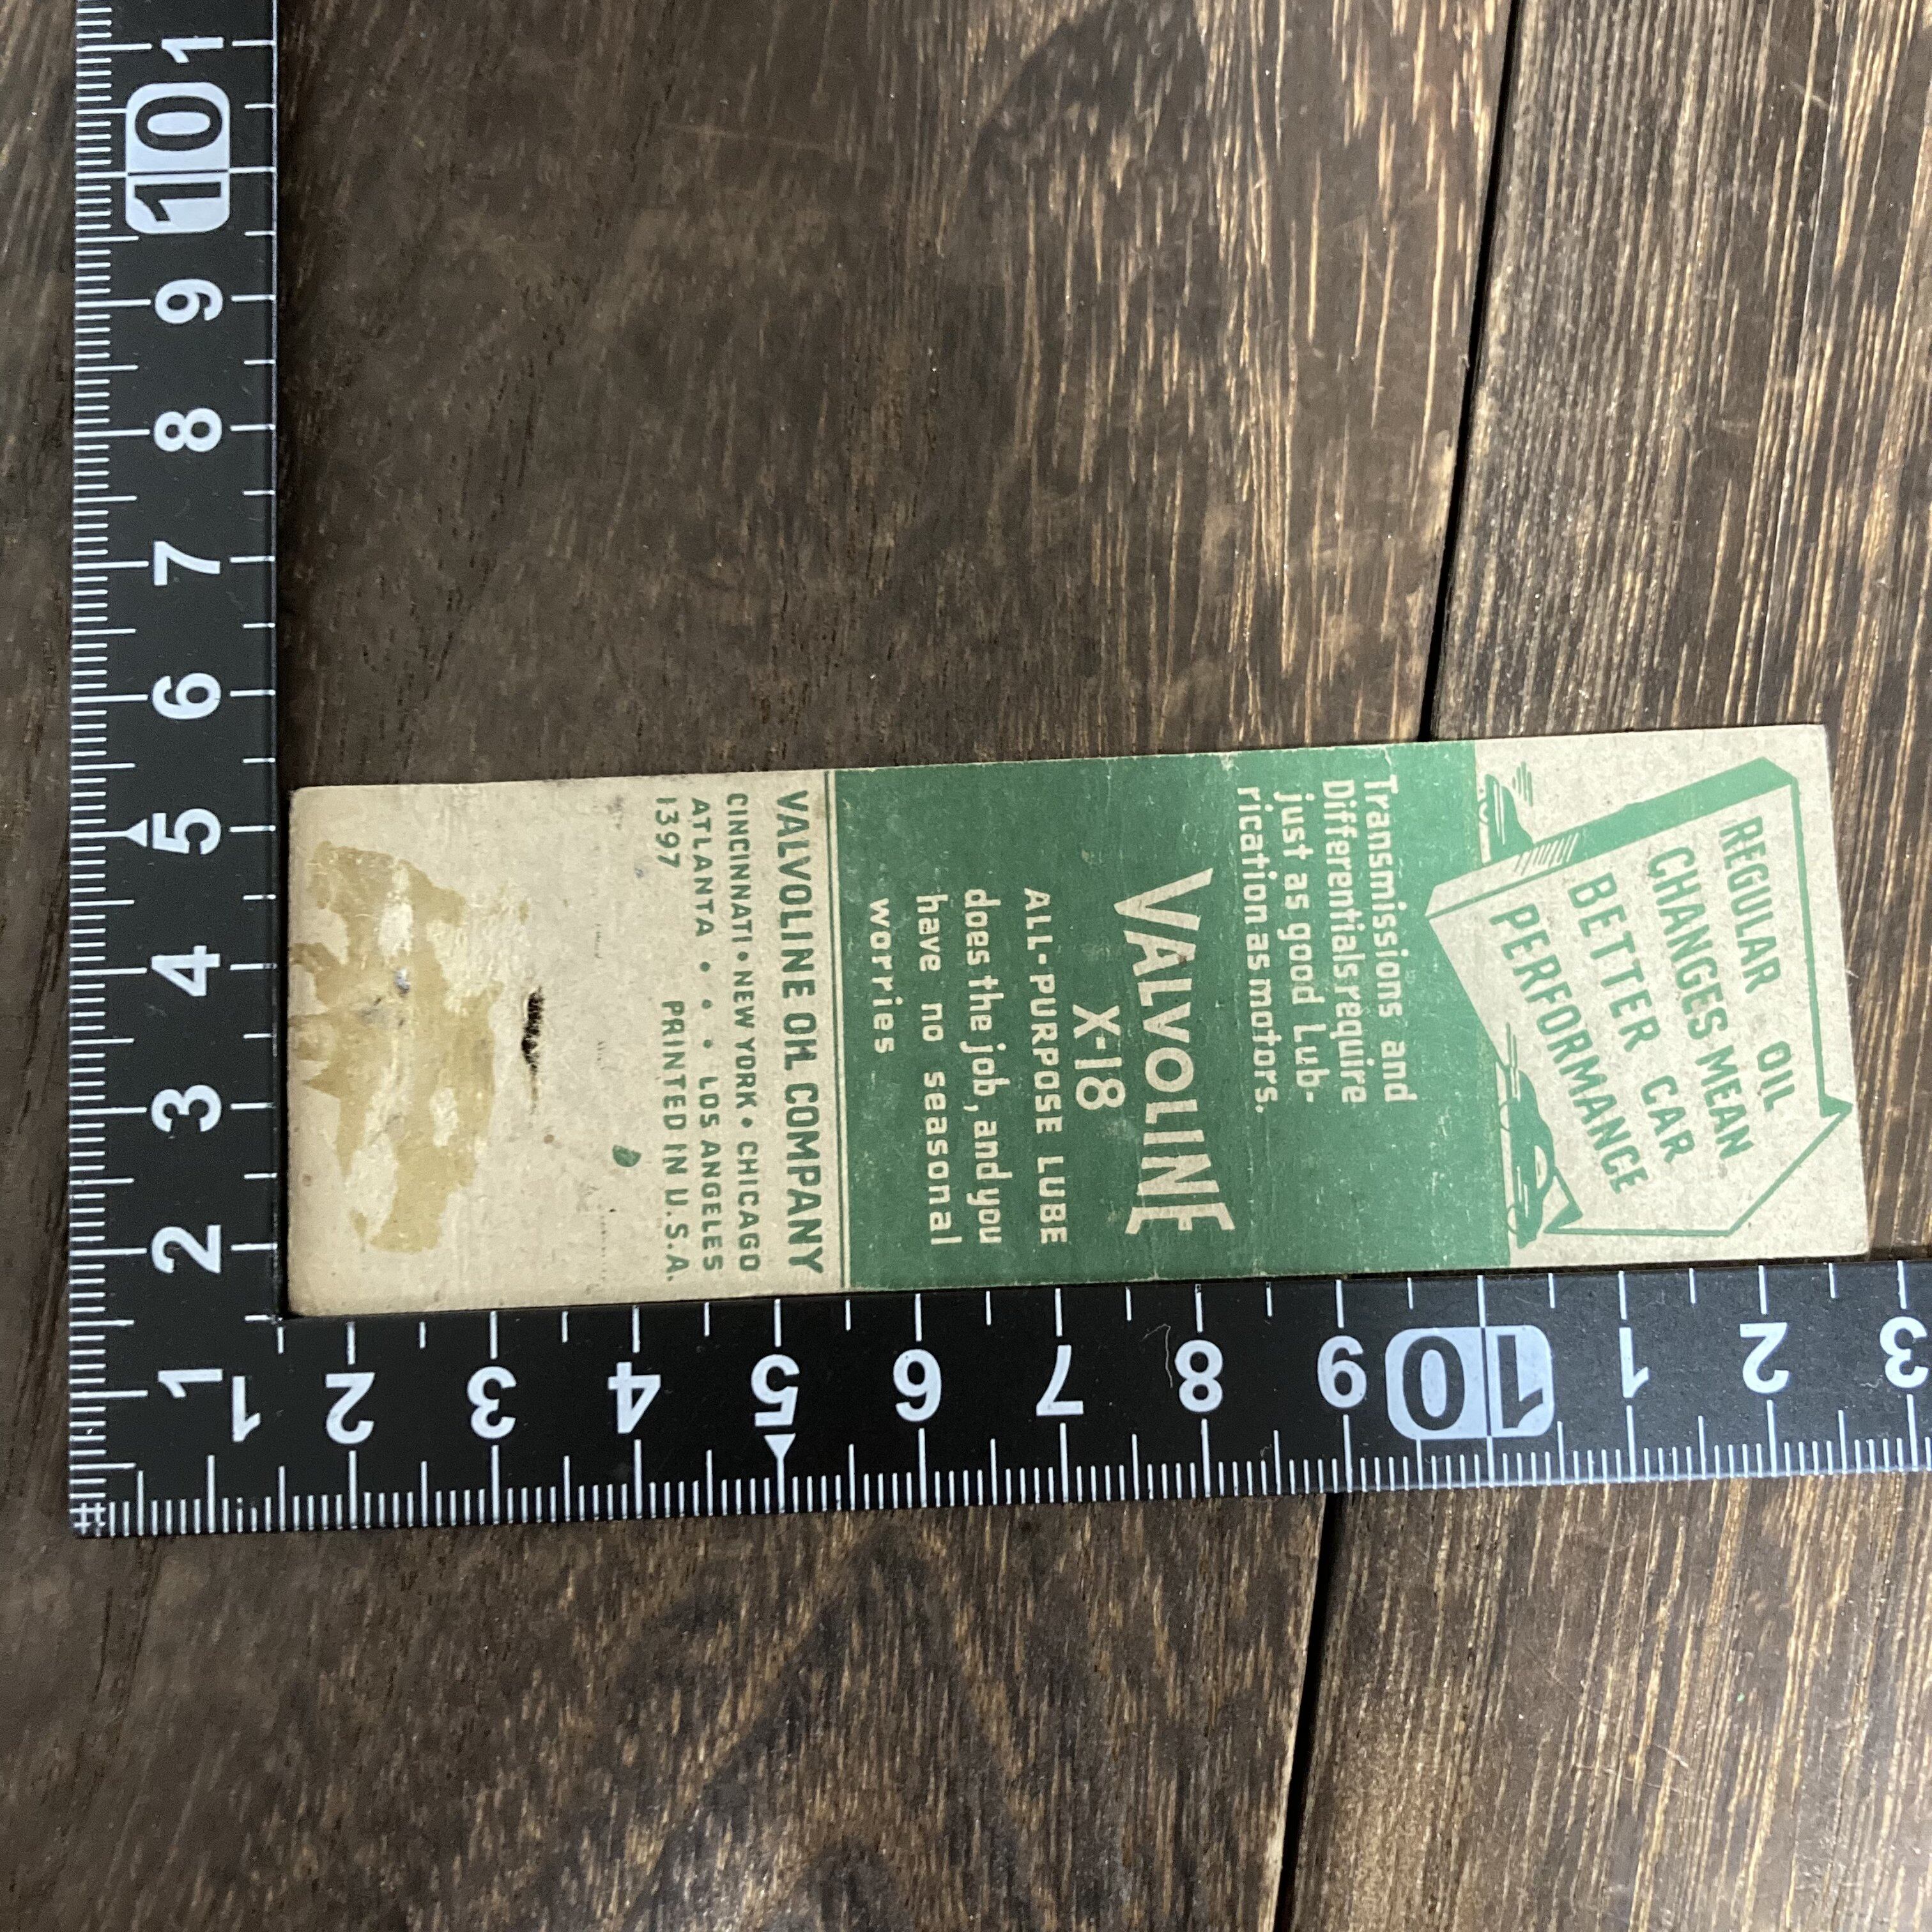 REGULAR OIL
CHANGES MEAN
BETTER CAR
PERFORMANCE
Transmissions and
Differentials require
just as good Lub-
rication as motors.
VALVOLINE
X-18
ALL-PURPOSE LUBE
does the job, and you
have no seasonal
worries
VALVOLINE OIL COMPANY
CINCINNATI • NEW YORK • CHICAGO
ATLANTA • • • LOS ANGELES
1397 PRINTED IN U.S.A.
1 2 3 4 5 6 7 8 9 10 1
1 2 3 4 5 6 7 8 9 10 1 2 3